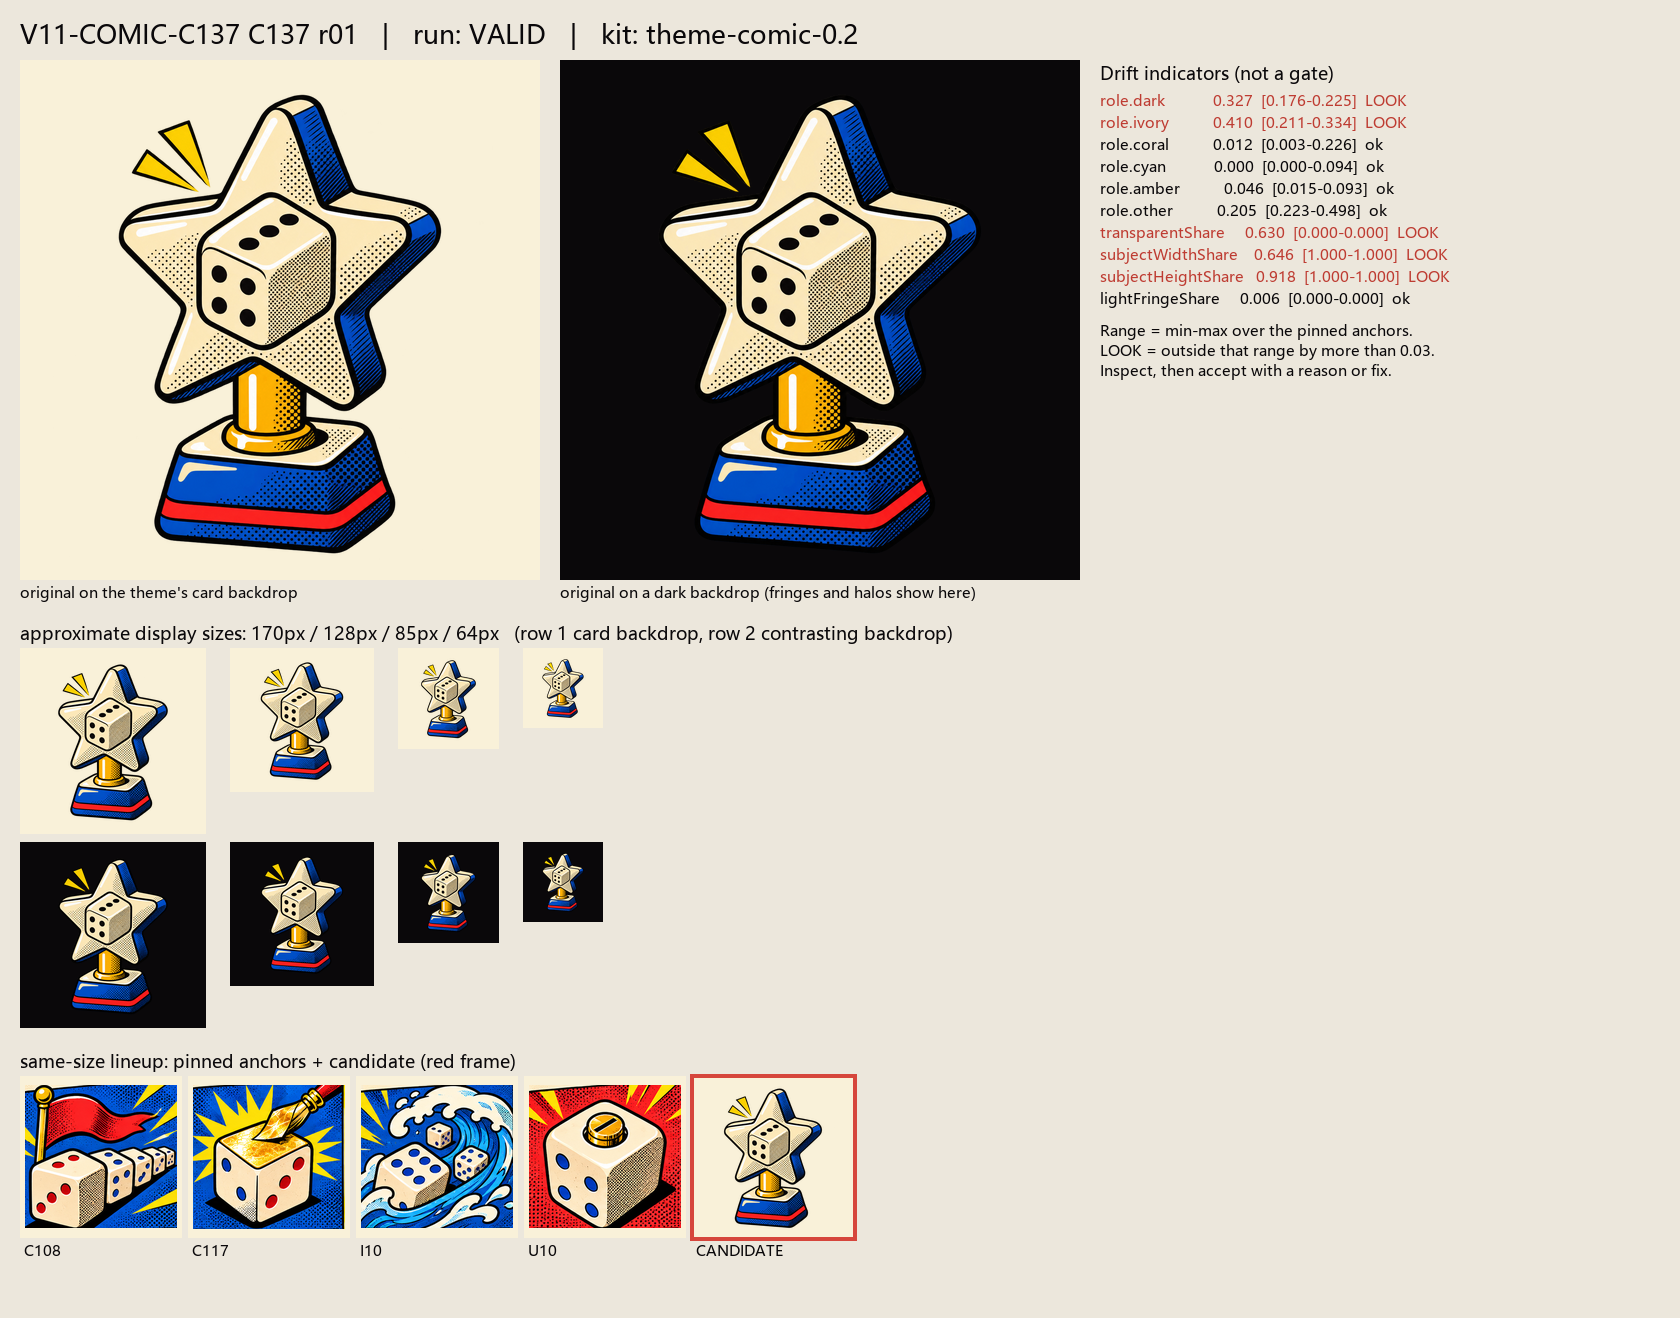 V11-COMIC-C137 C137 r01 | run: VALID | kit: theme-comic-0.2
Drift indicators (not a gate)
role.dark 0.327 [0.176-0.225] LOOK
role.ivory 0.410 [0.211-0.334] LOOK
role.coral 0.012 [0.003-0.226] ok
role.cyan 0.000 [0.000-0.094] ok
role.amber 0.046 [0.015-0.093] ok
role.other 0.205 [0.223-0.498] ok
transparentShare 0.630 [0.000-0.000] LOOK
subjectWidthShare 0.646 [1.000-1.000] LOOK
subjectHeightShare 0.918 [1.000-1.000] LOOK
lightFringeShare 0.006 [0.000-0.000] ok
Range = min-max over the pinned anchors.
LOOK = outside that range by more than 0.03.
Inspect, then accept with a reason or fix.
original on the theme's card backdrop
original on a dark backdrop (fringes and halos show here)
approximate display sizes: 170px / 128px / 85px / 64px (row 1 card backdrop, row 2 contrasting backdrop)
same-size lineup: pinned anchors + candidate (red frame)
C108
C117
I10
U10
CANDIDATE